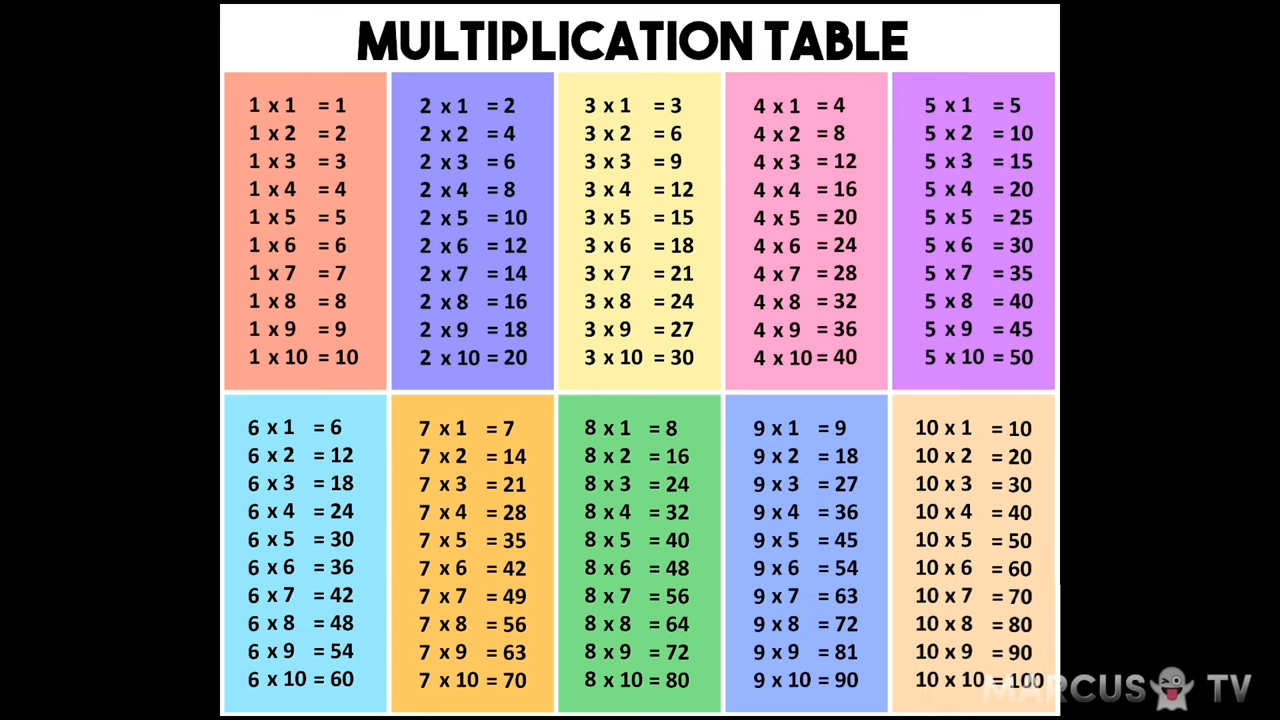 MULTIPLICATION TABLE
1 x 1 = 1
1 x 2 = 2
1 x 3 = 3
1 x 4 = 4
1 x 5 = 5
1 x 6 = 6
1 x 7 = 7
1 x 8 = 8
1 x 9 = 9
1 x 10 = 10
2 x 1 = 2
2 x 2 = 4
2 x 3 = 6
2 x 4 = 8
2 x 5 = 10
2 x 6 = 12
2 x 7 = 14
2 x 8 = 16
2 x 9 = 18
2 x 10 = 20
3 x 1 = 3
3 x 2 = 6
3 x 3 = 9
3 x 4 = 12
3 x 5 = 15
3 x 6 = 18
3 x 7 = 21
3 x 8 = 24
3 x 9 = 27
3 x 10 = 30
4 x 1 = 4
4 x 2 = 8
4 x 3 = 12
4 x 4 = 16
4 x 5 = 20
4 x 6 = 24
4 x 7 = 28
4 x 8 = 32
4 x 9 = 36
4 x 10 = 40
5 x 1 = 5
5 x 2 = 10
5 x 3 = 15
5 x 4 = 20
5 x 5 = 25
5 x 6 = 30
5 x 7 = 35
5 x 8 = 40
5 x 9 = 45
5 x 10 = 50
6 x 1 = 6
6 x 2 = 12
6 x 3 = 18
6 x 4 = 24
6 x 5 = 30
6 x 6 = 36
6 x 7 = 42
6 x 8 = 48
6 x 9 = 54
6 x 10 = 60
7 x 1 = 7
7 x 2 = 14
7 x 3 = 21
7 x 4 = 28
7 x 5 = 35
7 x 6 = 42
7 x 7 = 49
7 x 8 = 56
7 x 9 = 63
7 x 10 = 70
8 x 1 = 8
8 x 2 = 16
8 x 3 = 24
8 x 4 = 32
8 x 5 = 40
8 x 6 = 48
8 x 7 = 56
8 x 8 = 64
8 x 9 = 72
8 x 10 = 80
9 x 1 = 9
9 x 2 = 18
9 x 3 = 27
9 x 4 = 36
9 x 5 = 45
9 x 6 = 54
9 x 7 = 63
9 x 8 = 72
9 x 9 = 81
9 x 10 = 90
10 x 1 = 10
10 x 2 = 20
10 x 3 = 30
10 x 4 = 40
10 x 5 = 50
10 x 6 = 60
10 x 7 = 70
10 x 8 = 80
10 x 9 = 90
10 x 10 = 100
MARCUS TV